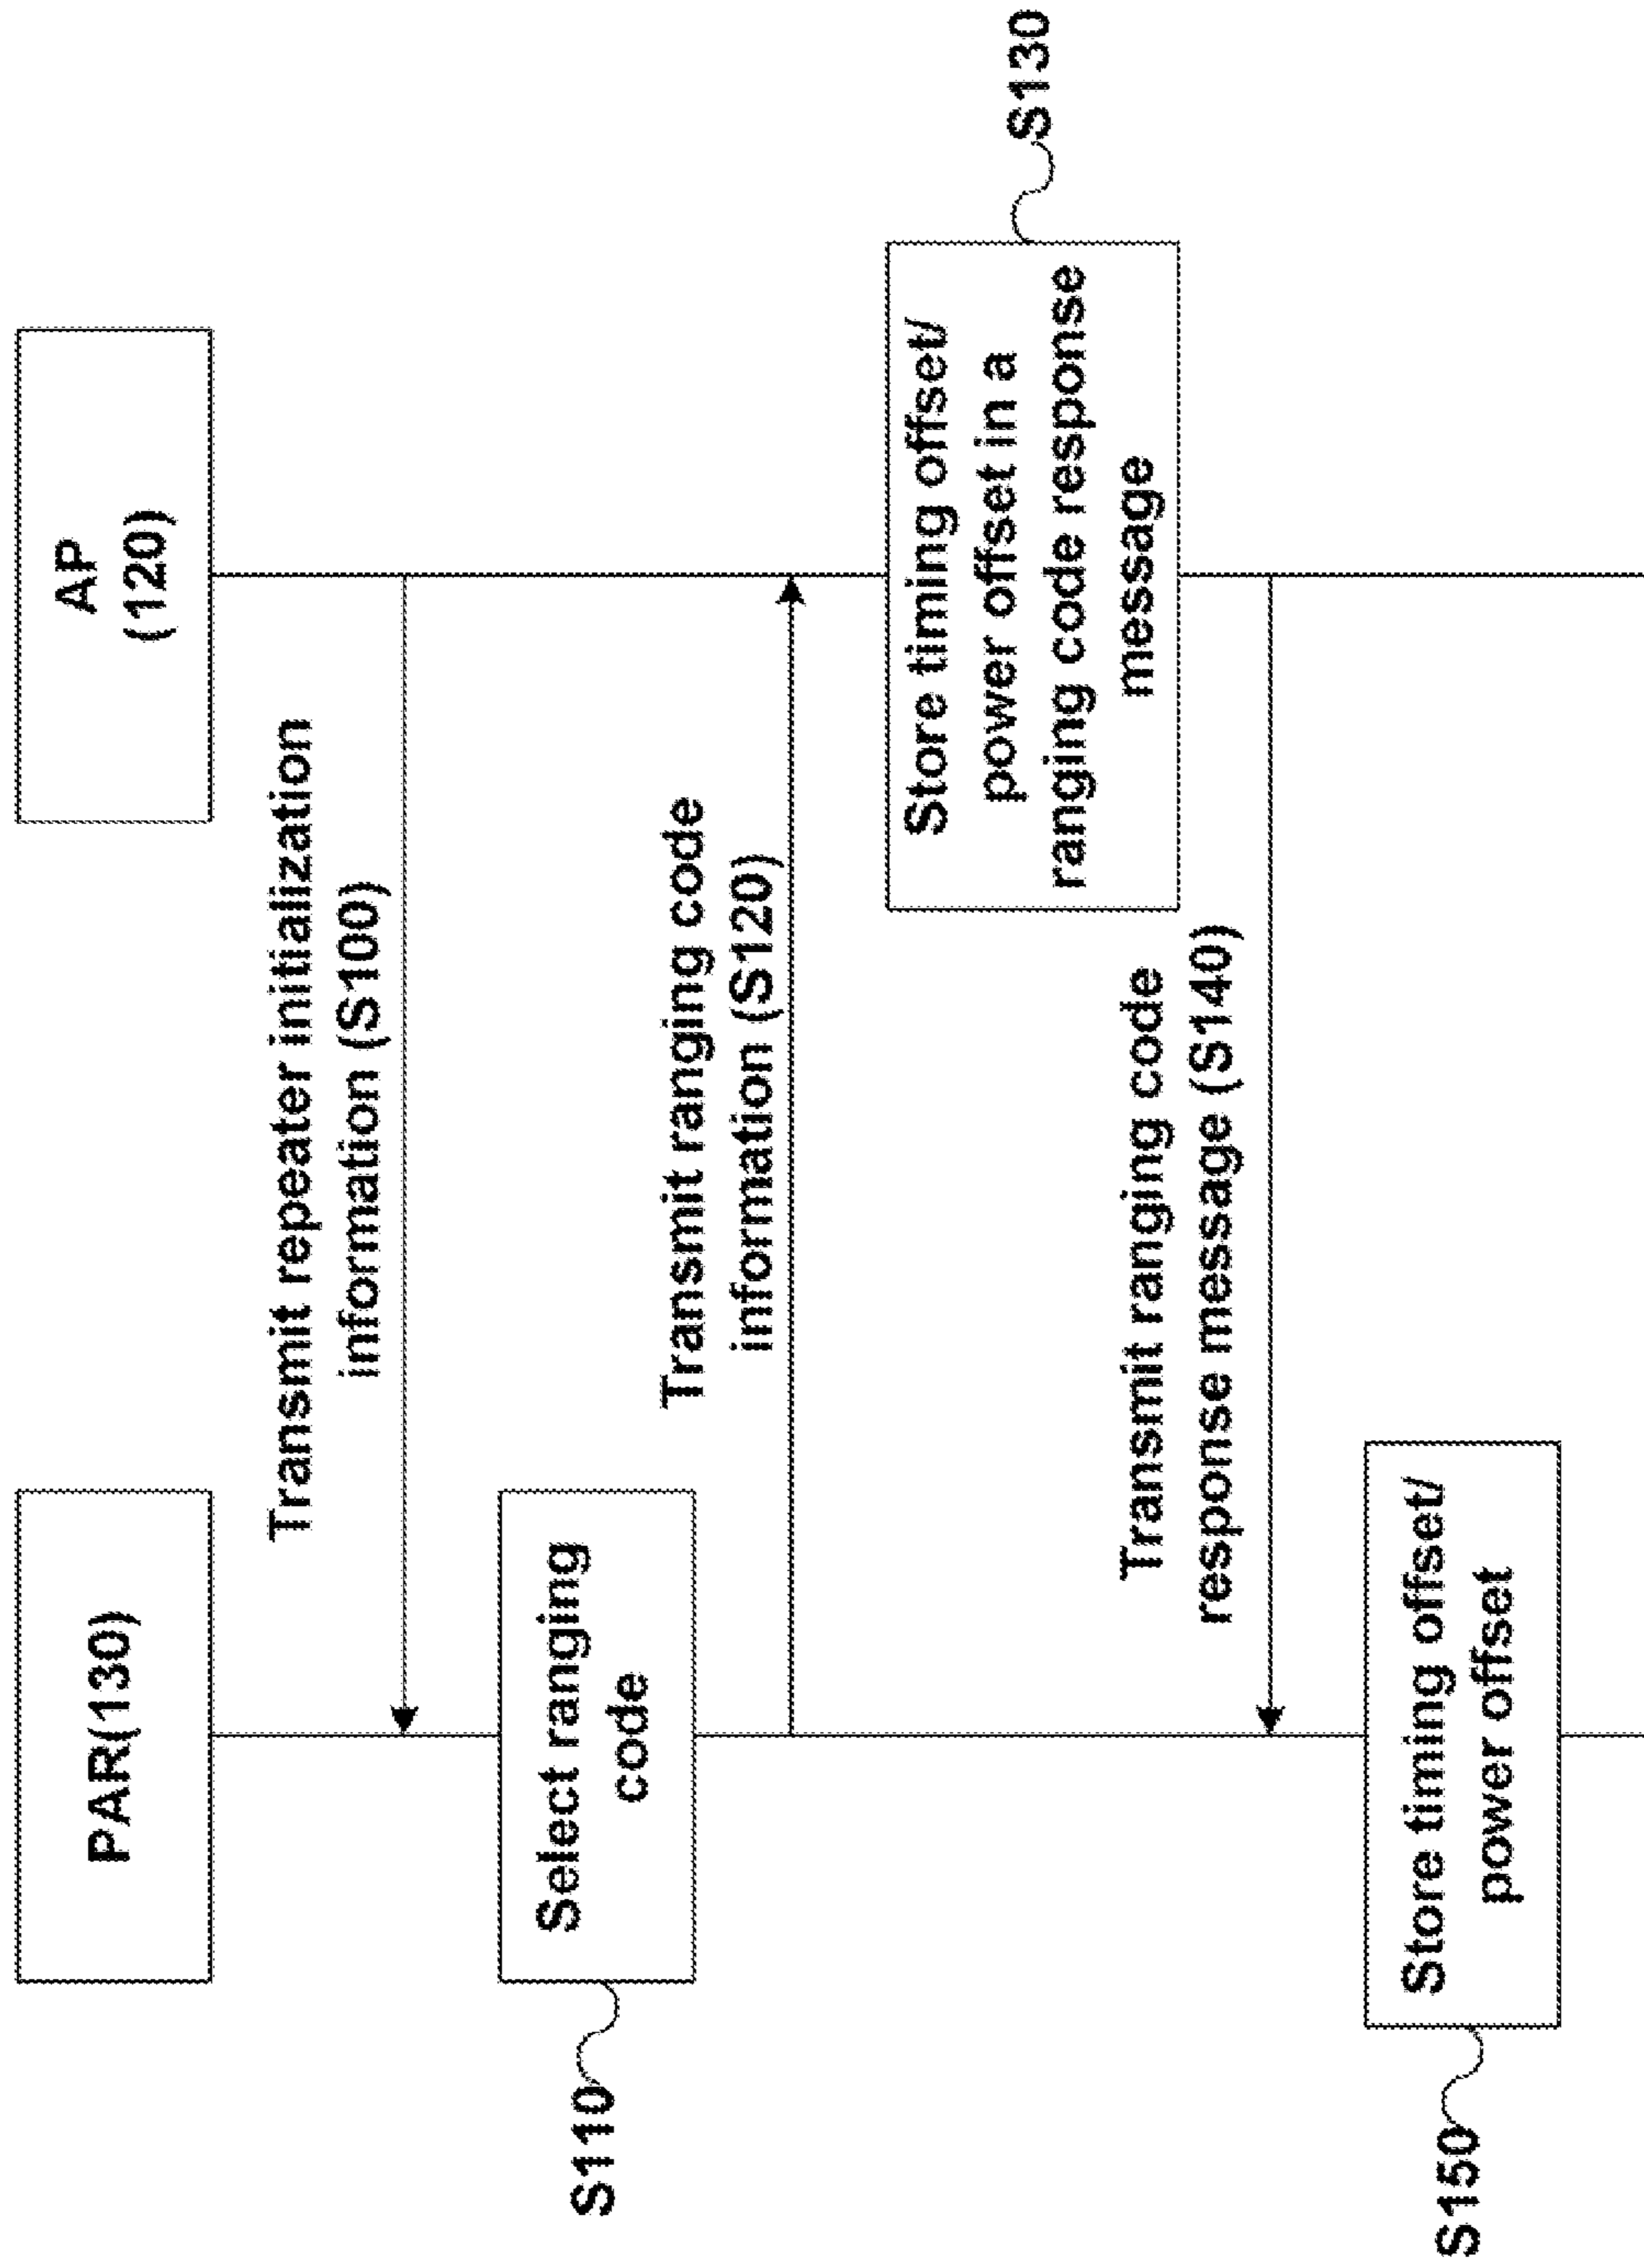 PAR(130)
AP
(120)
Transmit repeater initialization
information (S100)
S110
Select ranging
code
Transmit ranging code
information (S120)
Store timing offset/
power offset in a
ranging code response
message
S130
Transmit ranging code
response message (S140)
S150
Store timing offset/
power offset